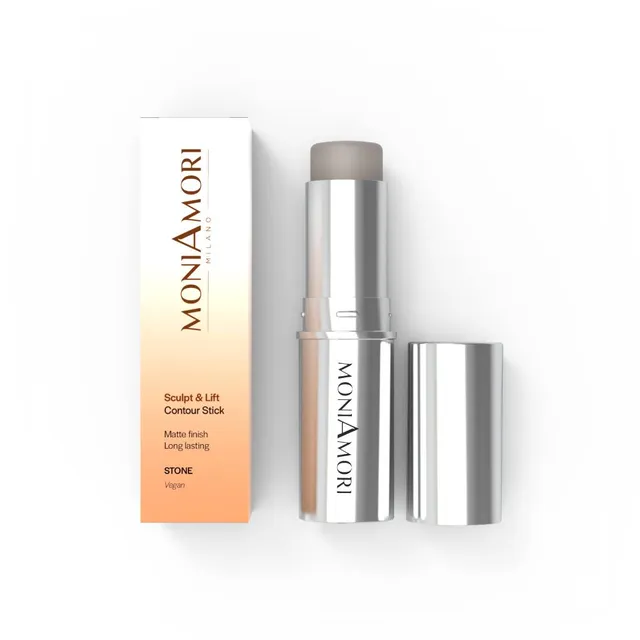 MONIAMORI
MILANO
Sculpt & Lift
Contour Stick
Matte finish
Long lasting
STONE
Vegan
MONIAMORI